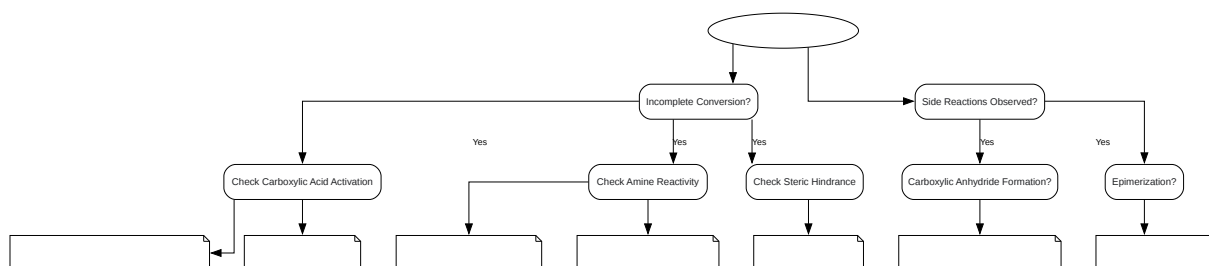 Incomplete Conversion?
Side Reactions Observed?
Yes
Yes
Yes
Yes
Yes
Check Carboxylic Acid Activation
Check Amine Reactivity
Check Steric Hindrance
Carboxylic Anhydride Formation?
Epimerization?